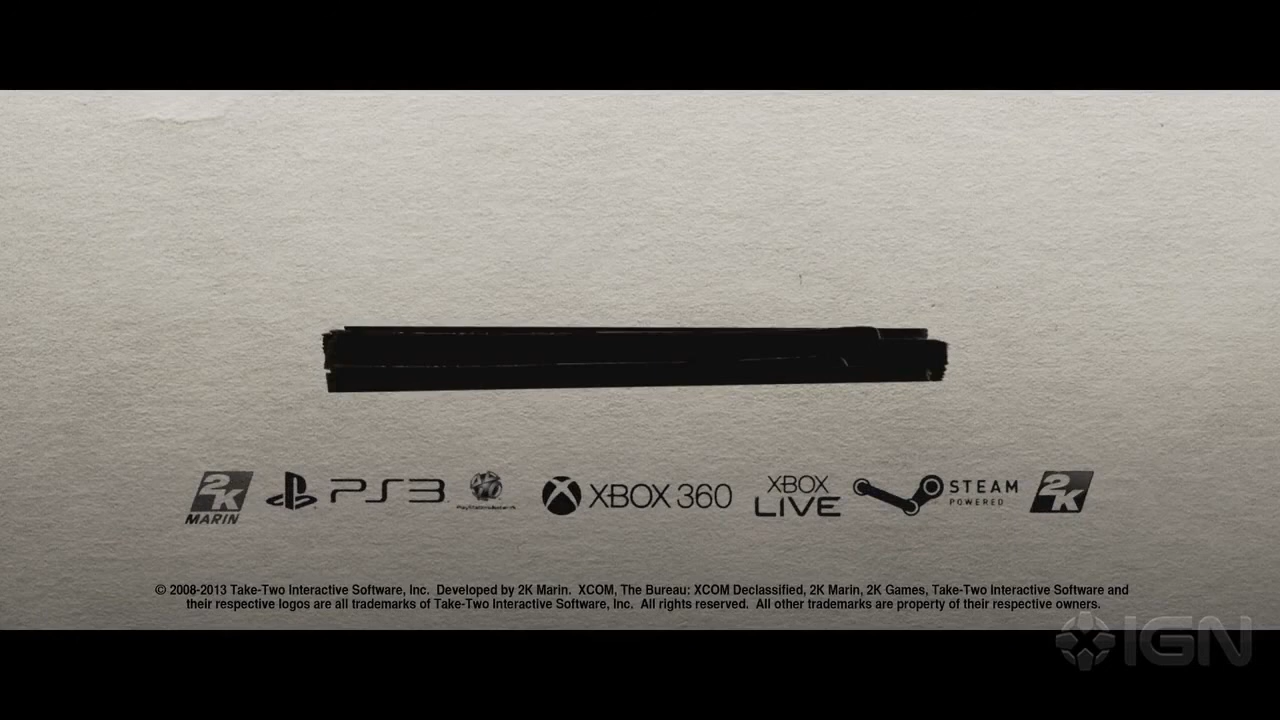 2K MARIN PS3 XBOX 360 XBOX LIVE STEAM POWERED 2K
© 2008-2013 Take-Two Interactive Software, Inc.  Developed by 2K Marin.  XCOM, The Bureau: XCOM Declassified, 2K Marin, 2K Games, Take-Two Interactive Software and
their respective logos are all trademarks of Take-Two Interactive Software, Inc.  All rights reserved.  All other trademarks are property of their respective owners.
IGN